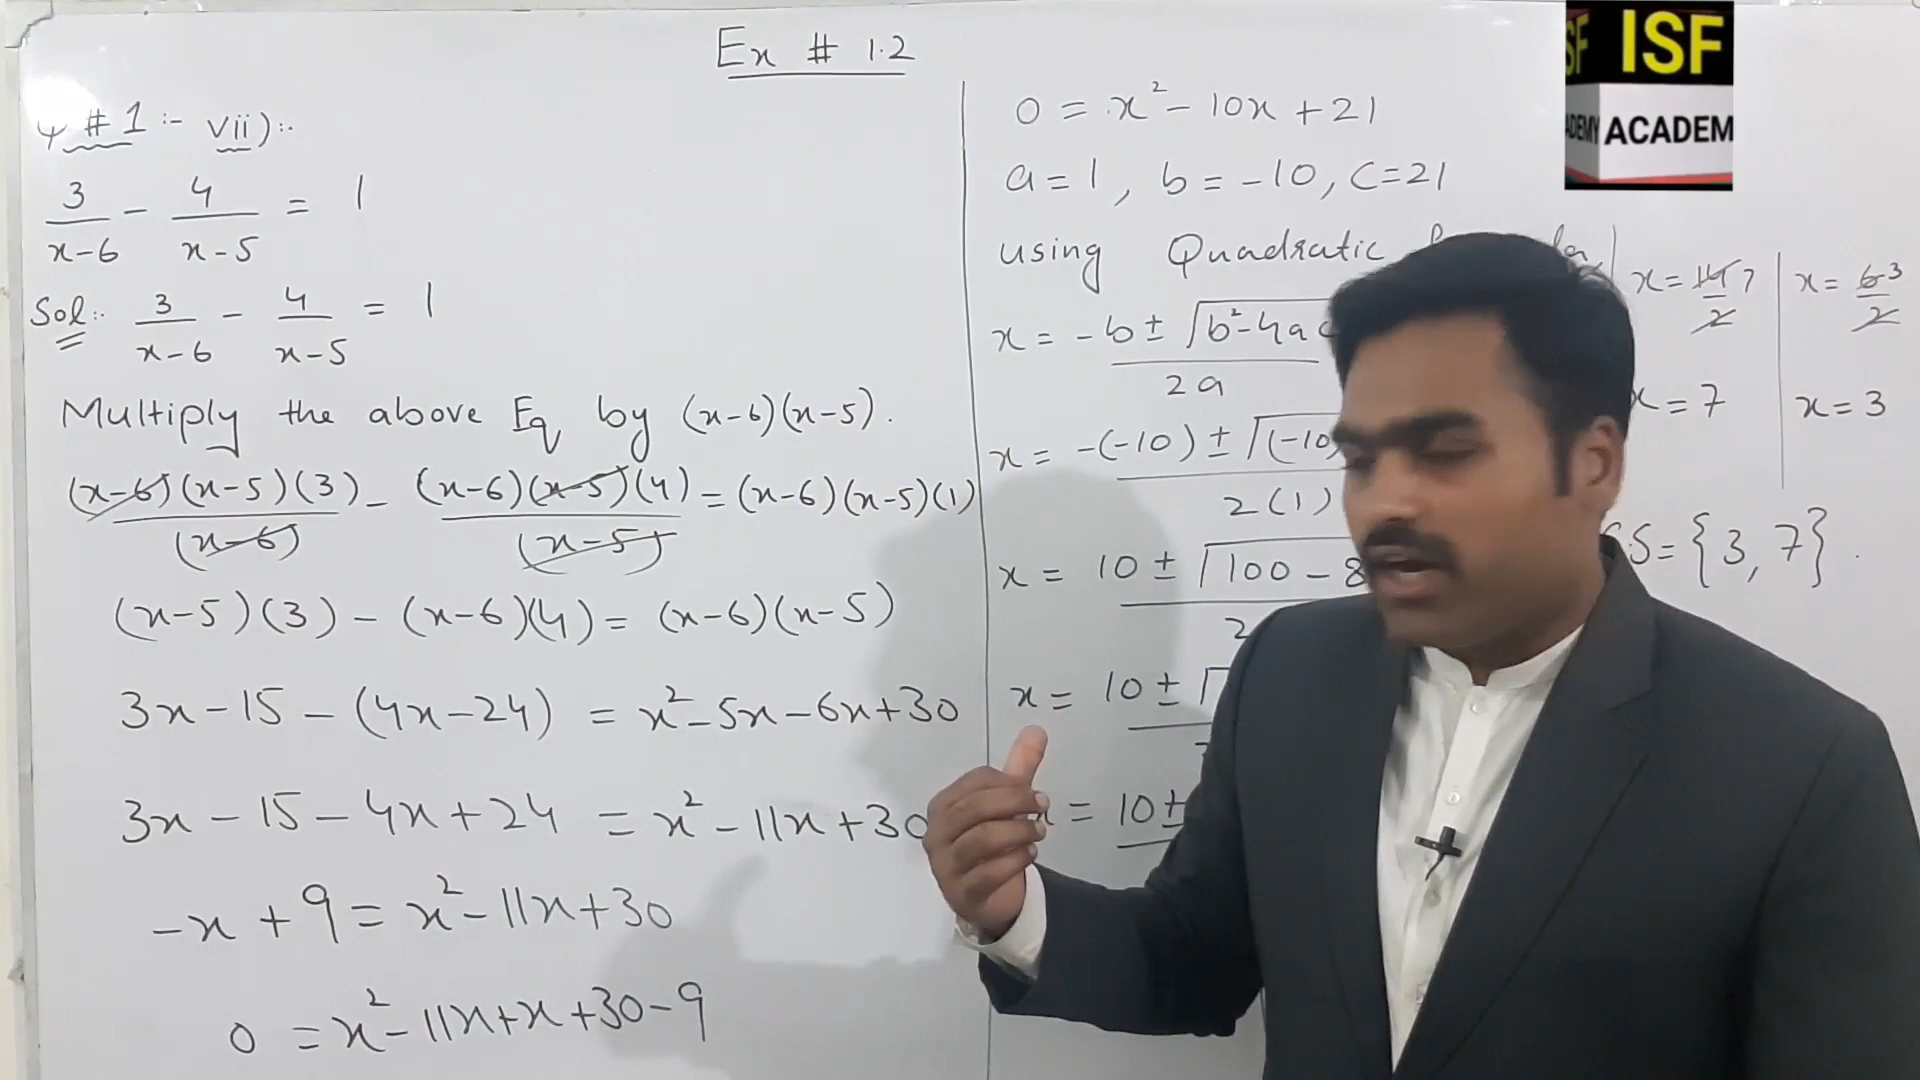 Ex # 1.2
Q # 1 :- vii) :-
3/(x-6) - 4/(x-5) = 1
Sol:- 3/(x-6) - 4/(x-5) = 1
Multiply the above Eq by (x-6)(x-5).
(x-6)(x-5)(3)/(x-6) - (x-6)(x-5)(4)/(x-5) = (x-6)(x-5)(1)
(x-5)(3) - (x-6)(4) = (x-6)(x-5)
3x-15 - (4x-24) = x²-5x-6x+30
3x-15-4x+24 = x²-11x+30
-x+9 = x²-11x+30
0 = x²-11x+x+30-9
0 = x²-10x+21
a=1, b=-10, c=21
using Quadratic
x = -b ± √b²-4ac
2a
x = -(-10) ± √(-10)
2(1)
x = 10 ± √100-8
2
x = 10 ± √
x = 10 ±
x = 14/2 7
x = 7
x = 6/2 3
x = 3
S.S = {3, 7}.
SF ISF
ADEMY ACADEM